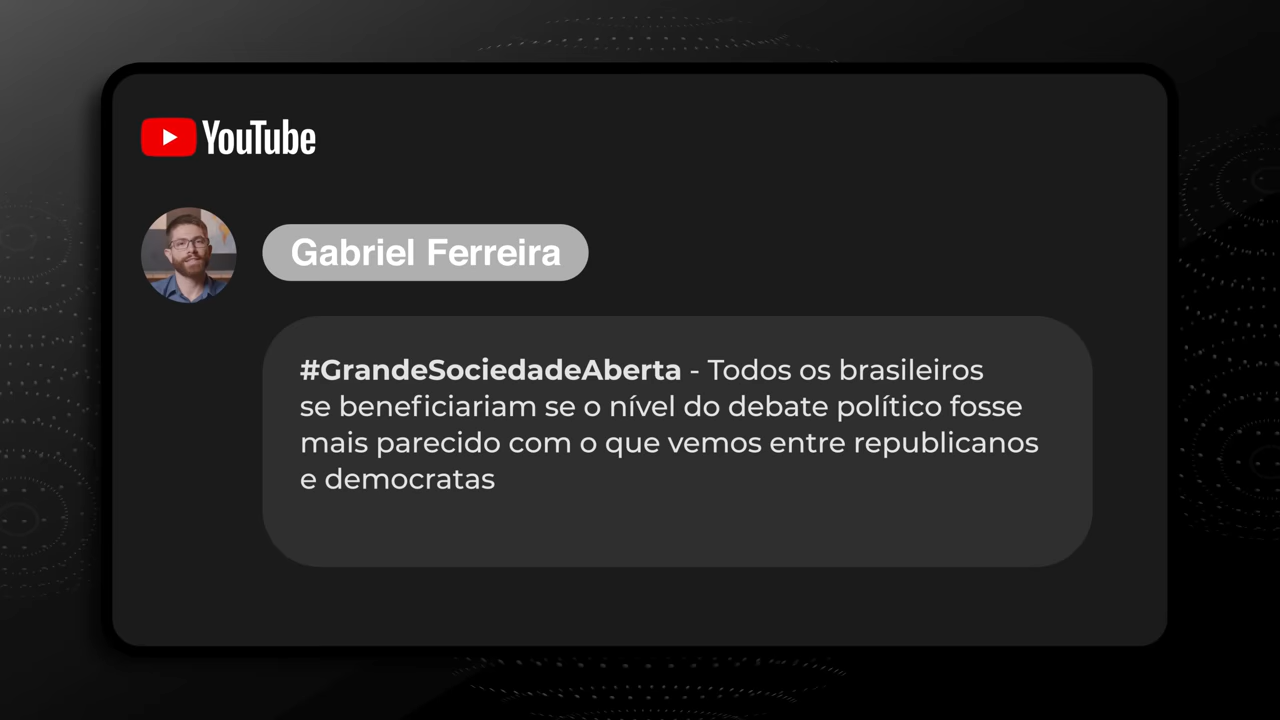 YouTube
Gabriel Ferreira
#GrandeSociedadeAberta - Todos os brasileiros
se beneficiariam se o nível do debate político fosse
mais parecido com o que vemos entre republicanos
e democratas